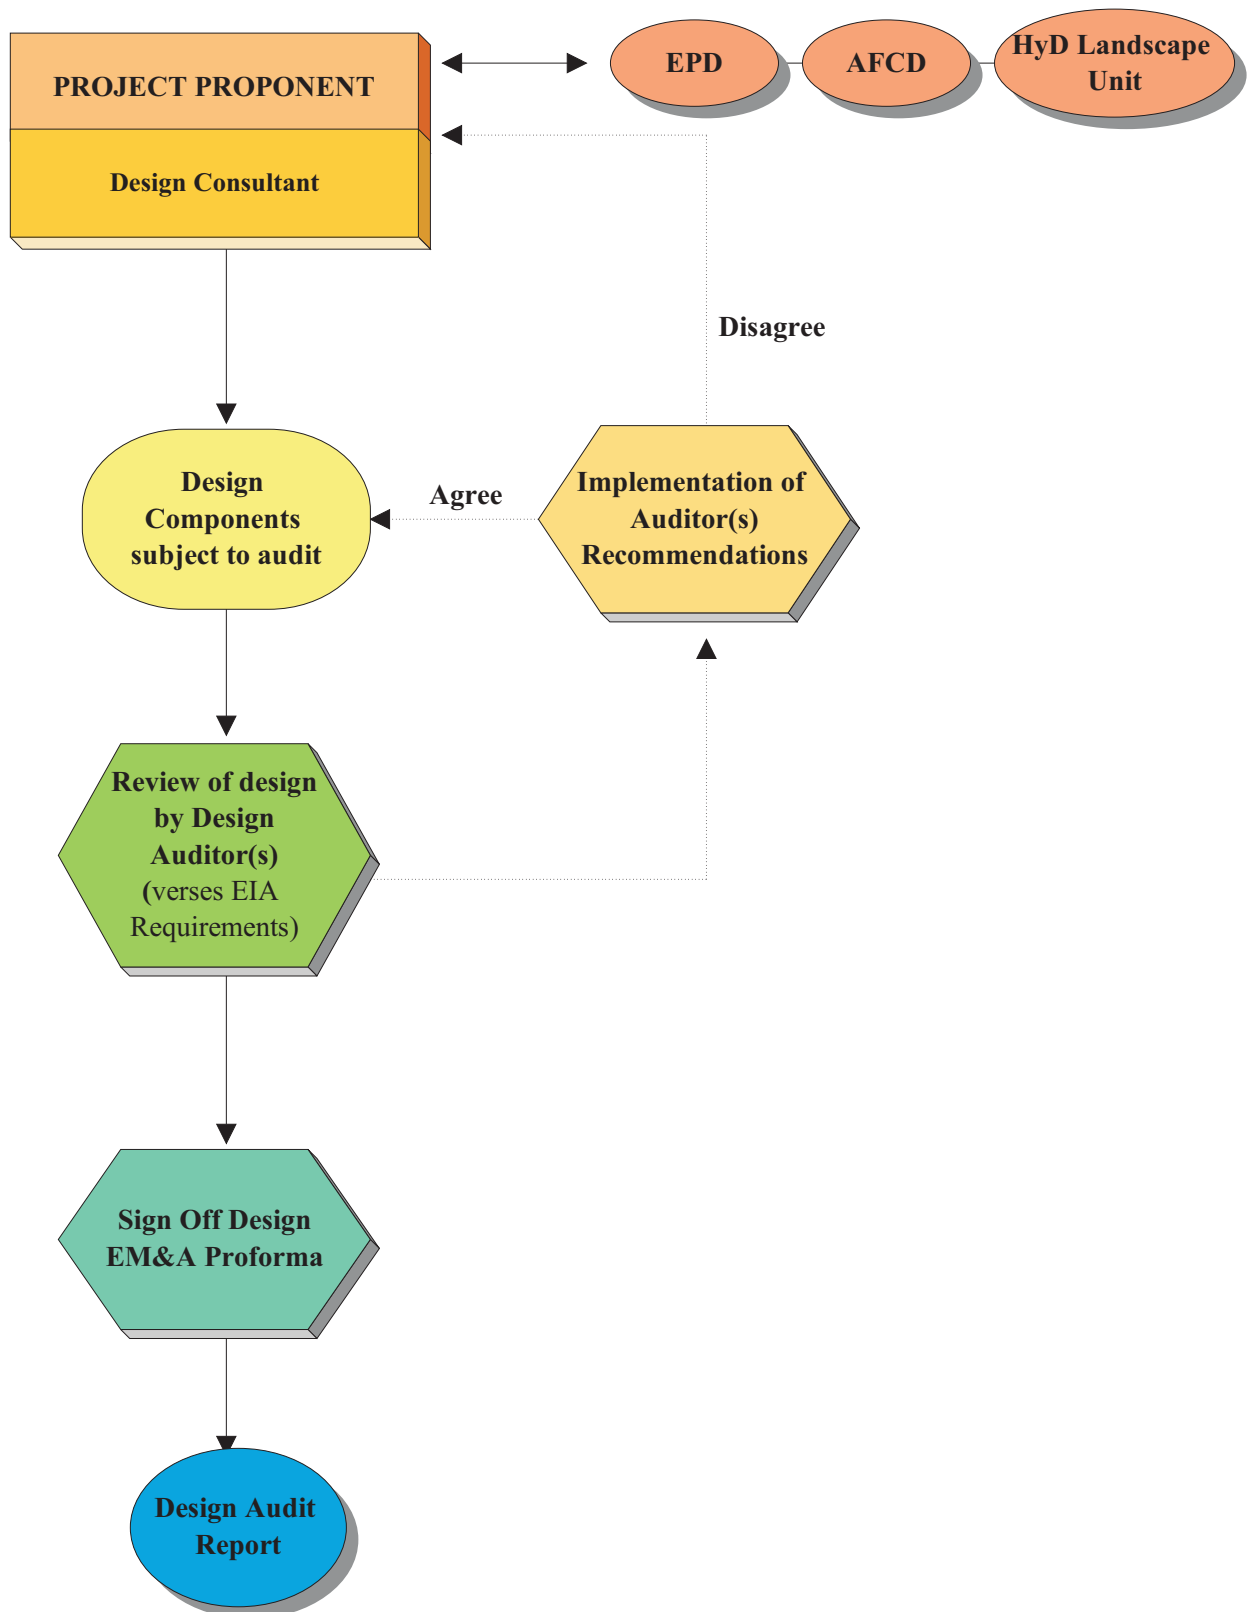 PROJECT PROPONENT
Design Consultant
EPD
AFCD
HyD Landscape
Unit
Disagree
Design
Components
subject to audit
Agree
Implementation of
Auditor(s)
Recommendations
Review of design
by Design
Auditor(s)
(verses EIA
Requirements)
Sign Off Design
EM&A Proforma
Design Audit
Report